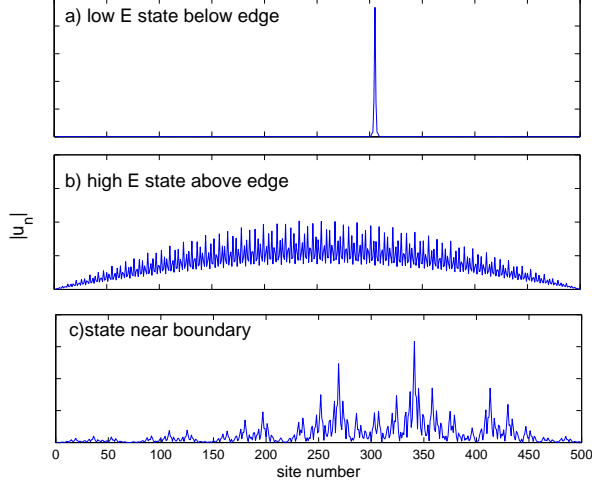 a) low E state below edge
b) high E state above edge
|u_n|
c)state near boundary
0 50 100 150 200 250 300 350 400 450 500
site number